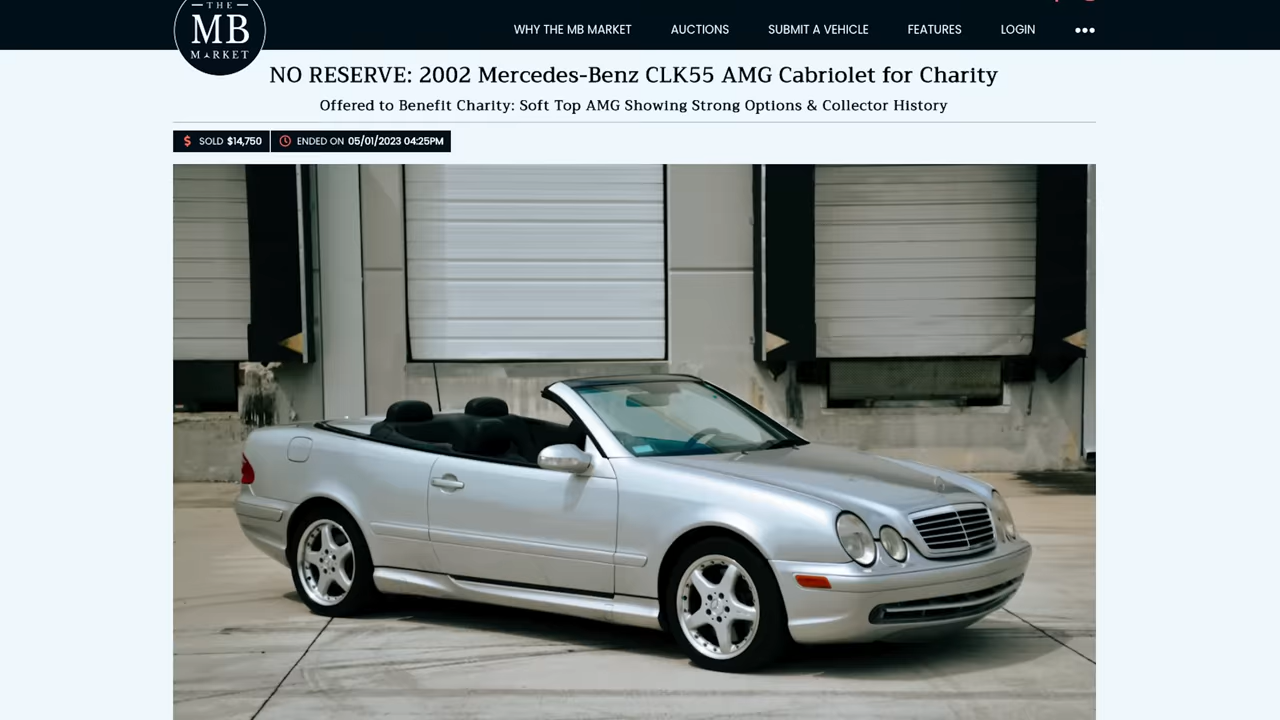 THE
MB
MARKET
WHY THE MB MARKET AUCTIONS SUBMIT A VEHICLE FEATURES LOGIN
NO RESERVE: 2002 Mercedes-Benz CLK55 AMG Cabriolet for Charity
Offered to Benefit Charity: Soft Top AMG Showing Strong Options & Collector History
$ SOLD $14,750 ENDED ON 05/01/2023 04:25PM